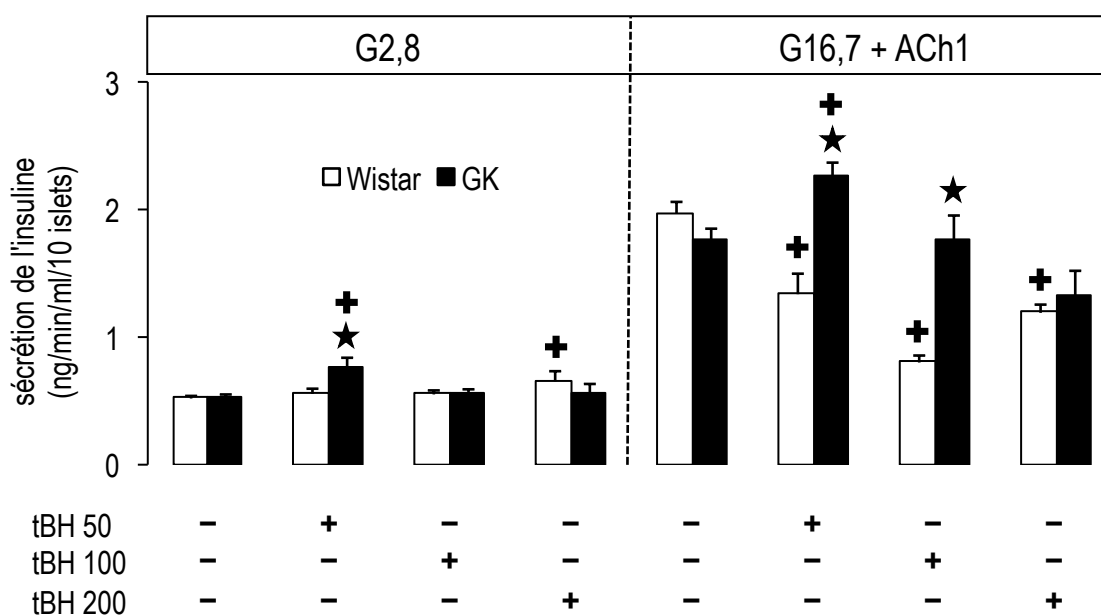 G2,8 G16,7 + ACh1
3
2
1
0
sécrétion de l'insuline
(ng/min/ml/10 islets)
Wistar GK
tBH 50 – + – – – + – –
tBH 100 – – + – – – + –
tBH 200 – – – + – – – +